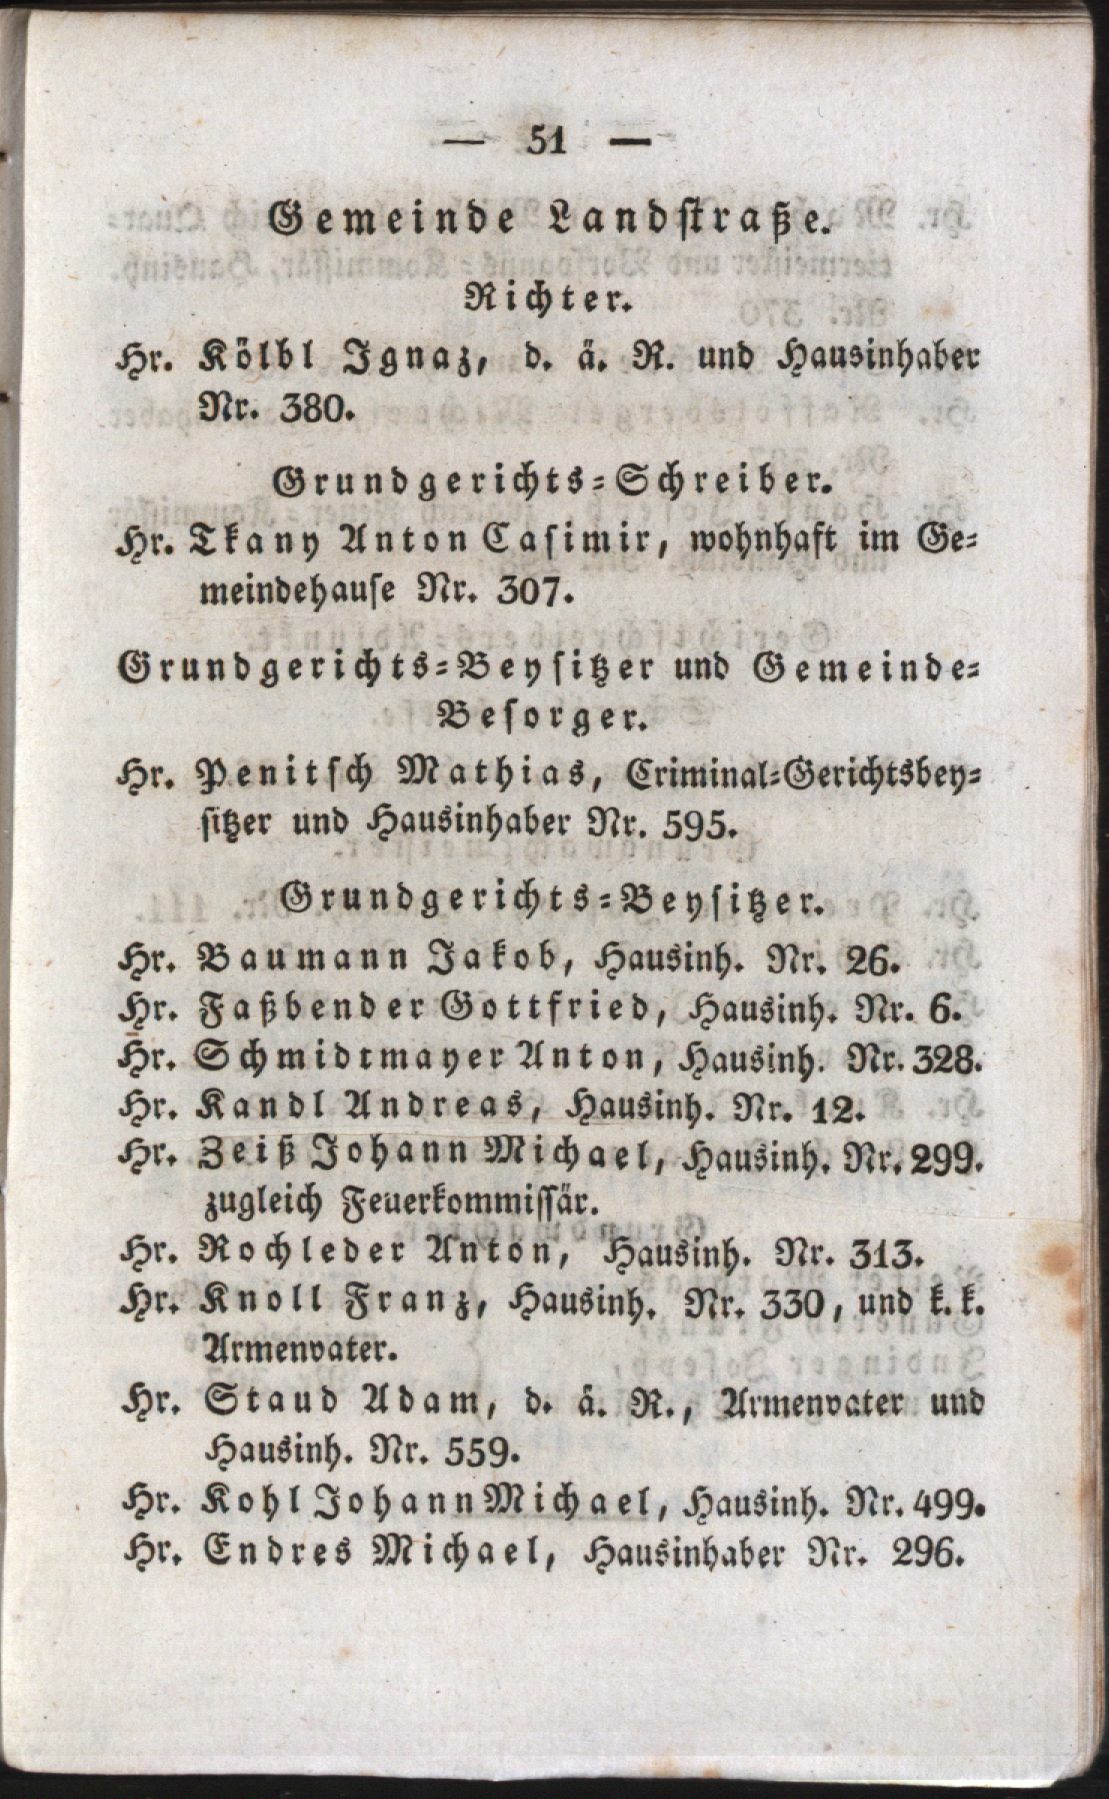 — 51 —
Gemeinde Landstraße.
Richter.
Hr. Kölbl Ignaz, d. ä. R. und Hausinhaber
Nr. 380.
Grundgerichts=Schreiber.
Hr. Tkany Anton Casimir, wohnhaft im Ge=
meindehause Nr. 307.
Grundgerichts=Beysitzer und Gemeinde=
Besorger.
Hr. Penitsch Mathias, Criminal=Gerichtsbey=
sitzer und Hausinhaber Nr. 595.
Grundgerichts=Beysitzer.
Hr. Baumann Jakob, Hausinh. Nr. 26.
Hr. Faßbender Gottfried, Hausinh. Nr. 6.
Hr. Schmidtmayer Anton, Hausinh. Nr. 328.
Hr. Kandl Andreas, Hausinh. Nr. 12.
Hr. Zeiß Johann Michael, Hausinh. Nr. 299.
zugleich Feuerkommissär.
Hr. Rochleder Anton, Hausinh. Nr. 313.
Hr. Knoll Franz, Hausinh. Nr. 330, und k. k.
Armenvater.
Hr. Staud Adam, d. ä. R., Armenvater und
Hausinh. Nr. 559.
Hr. Kohl Johann Michael, Hausinh. Nr. 499.
Hr. Endres Michael, Hausinhaber Nr. 296.